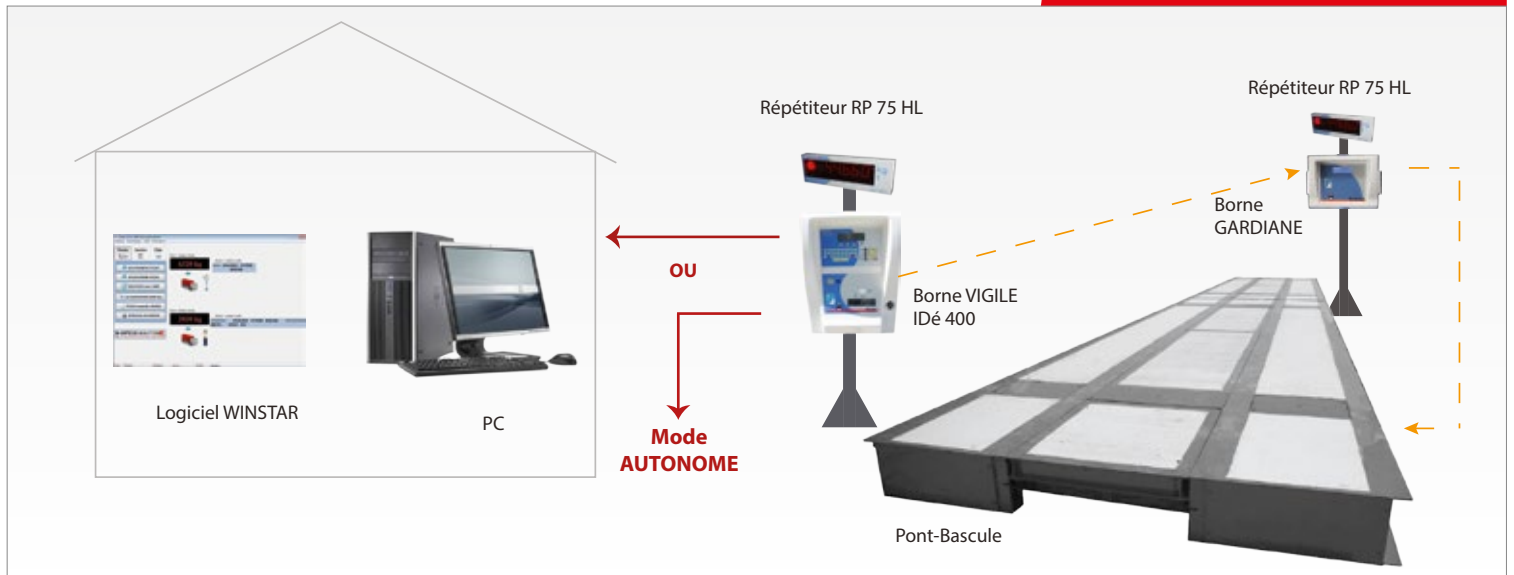 Répétiteur RP 75 HL
Répétiteur RP 75 HL
Borne
GARDIANE
OU
Borne VIGILE
IDé 400
Logiciel WINSTAR
PC
Mode
AUTONOME
Pont-Bascule